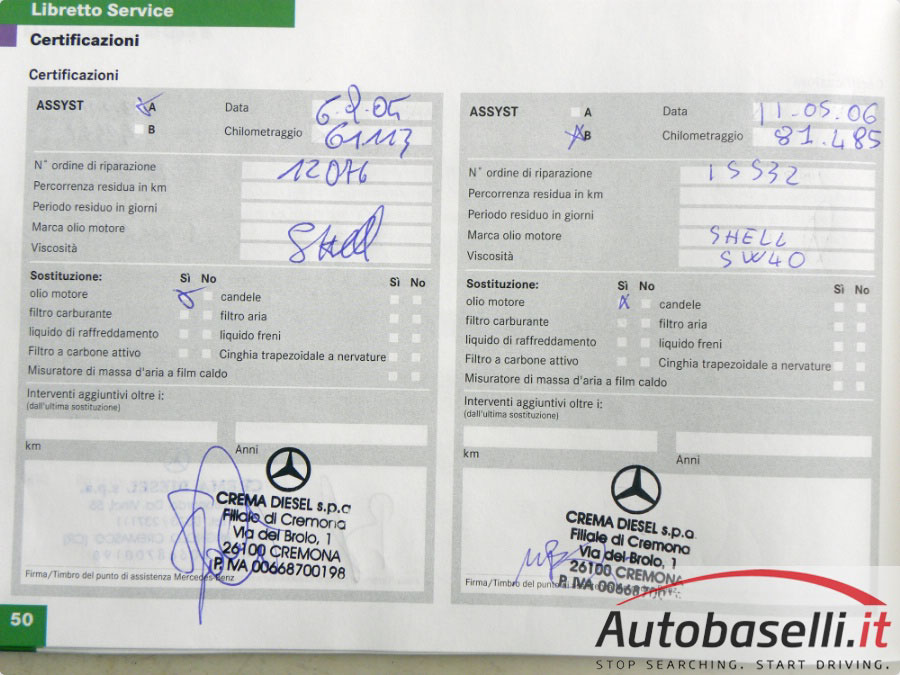 Libretto Service
Certificazioni
Certificazioni
ASSYST A
B
Data 6.9.05
Chilometraggio 61113
N° ordine di riparazione 12076
Percorrenza residua in km
Periodo residuo in giorni
Marca olio motore Shell
Viscosità
Sostituzione: Sì No
Sì No
olio motore
candele
filtro carburante
filtro aria
liquido di raffreddamento
liquido freni
Filtro a carbone attivo
Cinghia trapezoidale a nervature
Misuratore di massa d'aria a film caldo
Interventi aggiuntivi oltre i:
(dall'ultima sostituzione)
km
Anni
CREMA DIESEL s.p.a
Filiale di Cremona
Via del Brolo, 1
26100 CREMONA
P. IVA 00668700198
Firma/Timbro del punto di assistenza Mercedes-Benz
50
ASSYST A
B
Data 11.05.06
Chilometraggio 81.485
N° ordine di riparazione 15532
Percorrenza residua in km
Periodo residuo in giorni
Marca olio motore SHELL
Viscosità 5W40
Sostituzione: Sì No
Sì No
olio motore
candele
filtro carburante
filtro aria
liquido di raffreddamento
liquido freni
Filtro a carbone attivo
Cinghia trapezoidale a nervature
Misuratore di massa d'aria a film caldo
Interventi aggiuntivi oltre i:
(dall'ultima sostituzione)
km
Anni
CREMA DIESEL s.p.a.
Filiale di Cremona
Via del Brolo, 1
26100 CREMONA
P. IVA 00668700198
Firma/Timbro del punto
Autobaselli.it
STOP SEARCHING. START DRIVING.